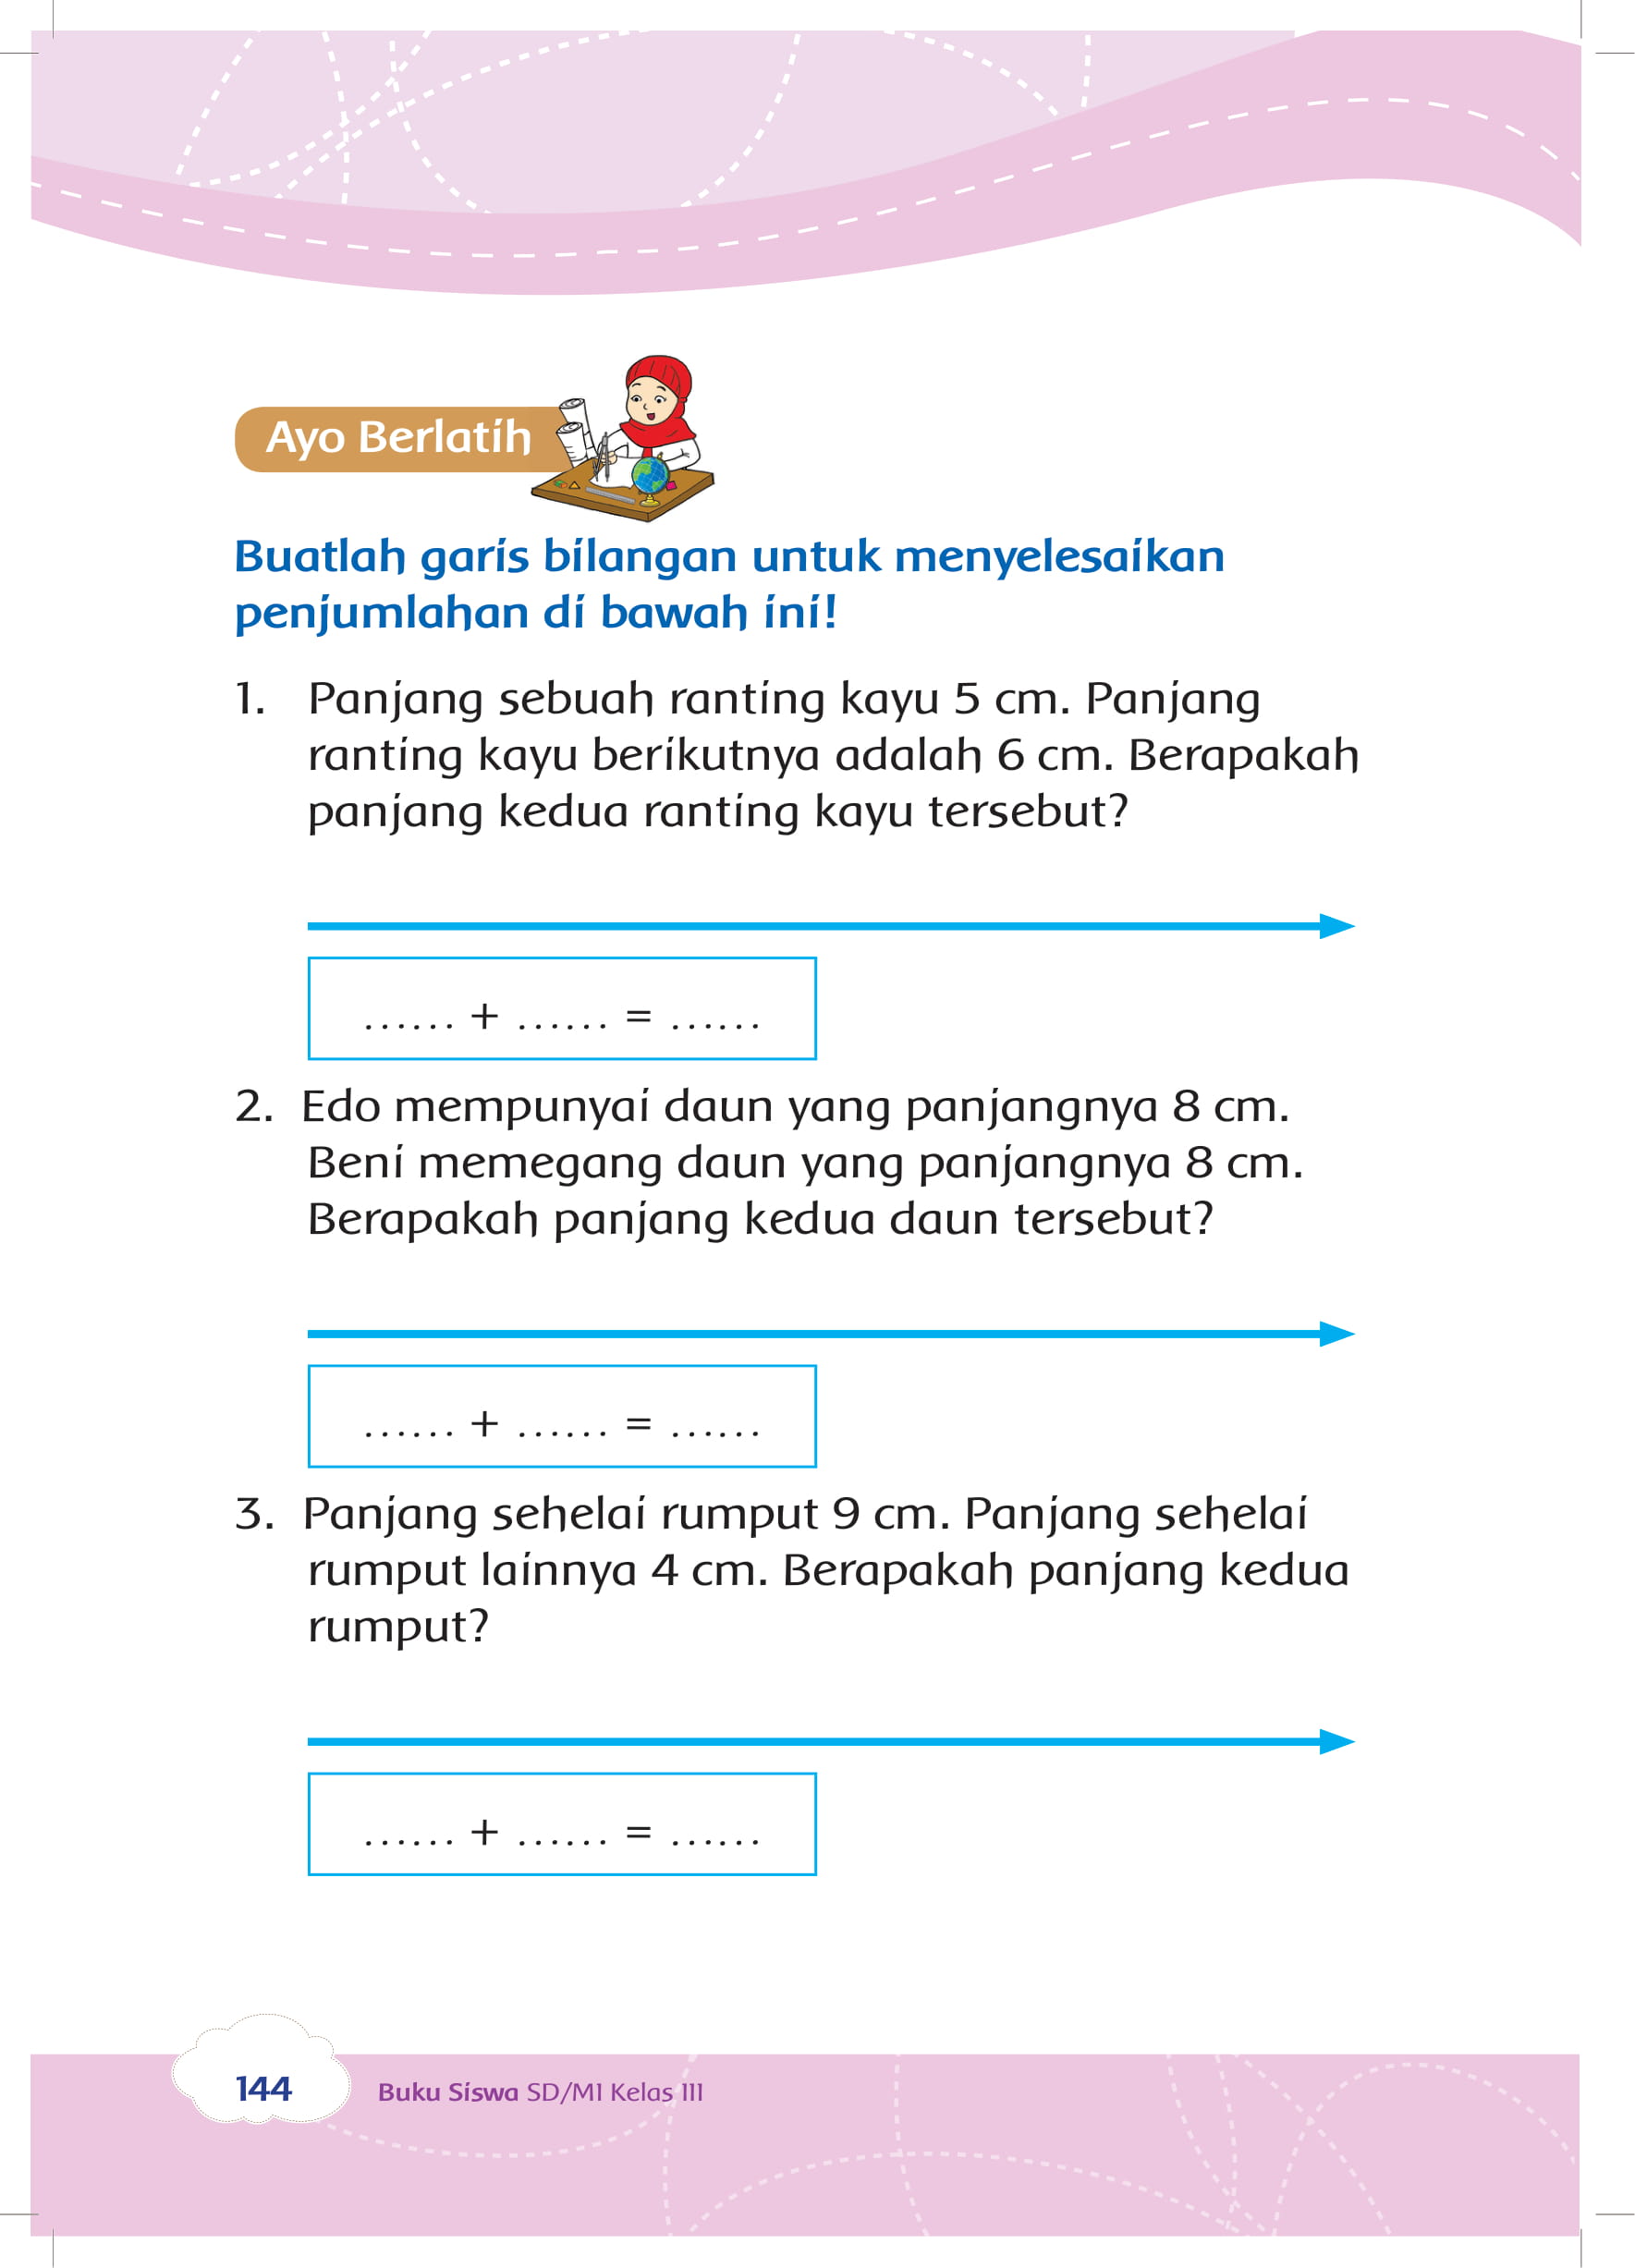 Ayo Berlatih
Buatlah garis bilangan untuk menyelesaikan
penjumlahan di bawah ini!
1. Panjang sebuah ranting kayu 5 cm. Panjang
ranting kayu berikutnya adalah 6 cm. Berapakah
panjang kedua ranting kayu tersebut?
...... + ...... = ......
2. Edo mempunyai daun yang panjangnya 8 cm.
Beni memegang daun yang panjangnya 8 cm.
Berapakah panjang kedua daun tersebut?
...... + ...... = ......
3. Panjang sehelai rumput 9 cm. Panjang sehelai
rumput lainnya 4 cm. Berapakah panjang kedua
rumput?
...... + ...... = ......
144 Buku Siswa SD/MI Kelas III